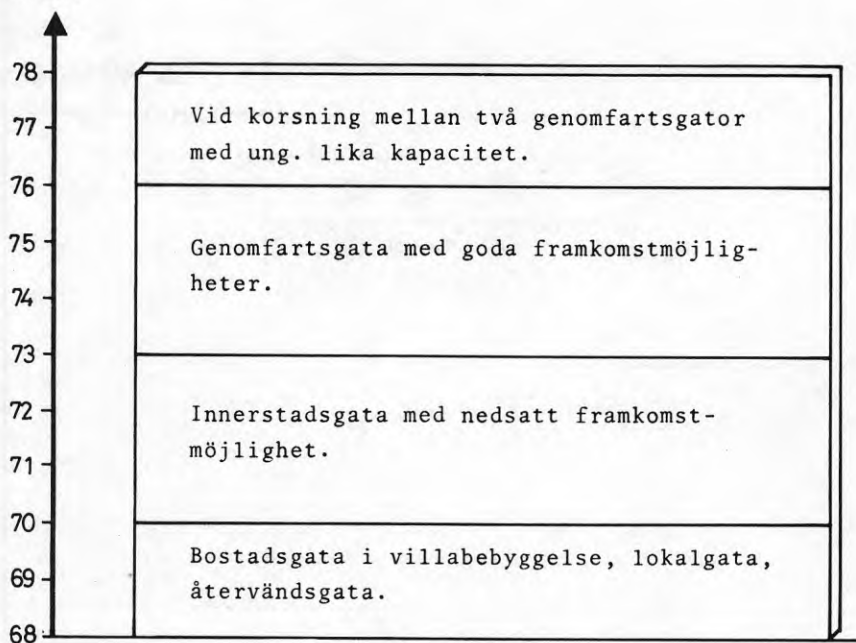 78
77
76
75
74
73
72
71
70
69
68
Vid korsning mellan två genomfartsgator
med ung. lika kapacitet.
Genomfartsgata med goda framkomstmöjlig-
heter.
Innerstadsgata med nedsatt framkomst-
möjlighet.
Bostadsgata i villabebyggelse, lokalgata,
återvändsgata.